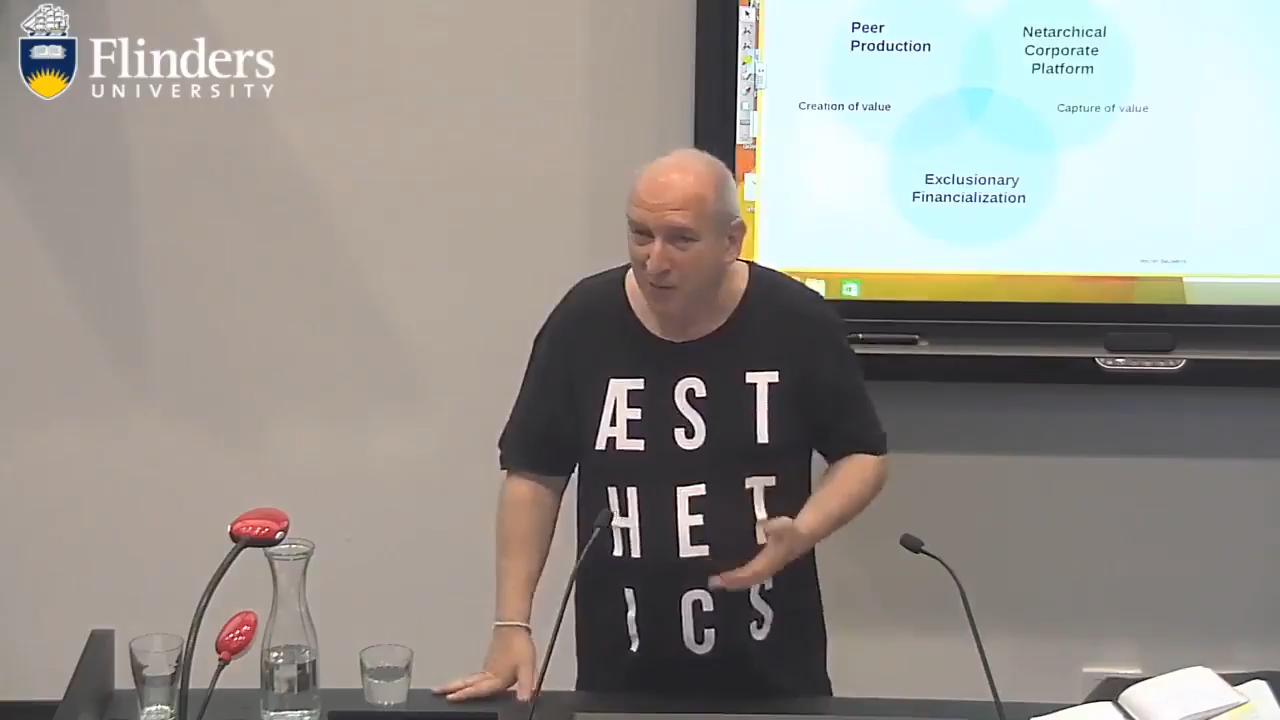 Flinders
UNIVERSITY
Peer
Production
Netarchical
Corporate
Platform
Creation of value
Capture of value
Exclusionary
Financialization
ÆST
HET
ICS